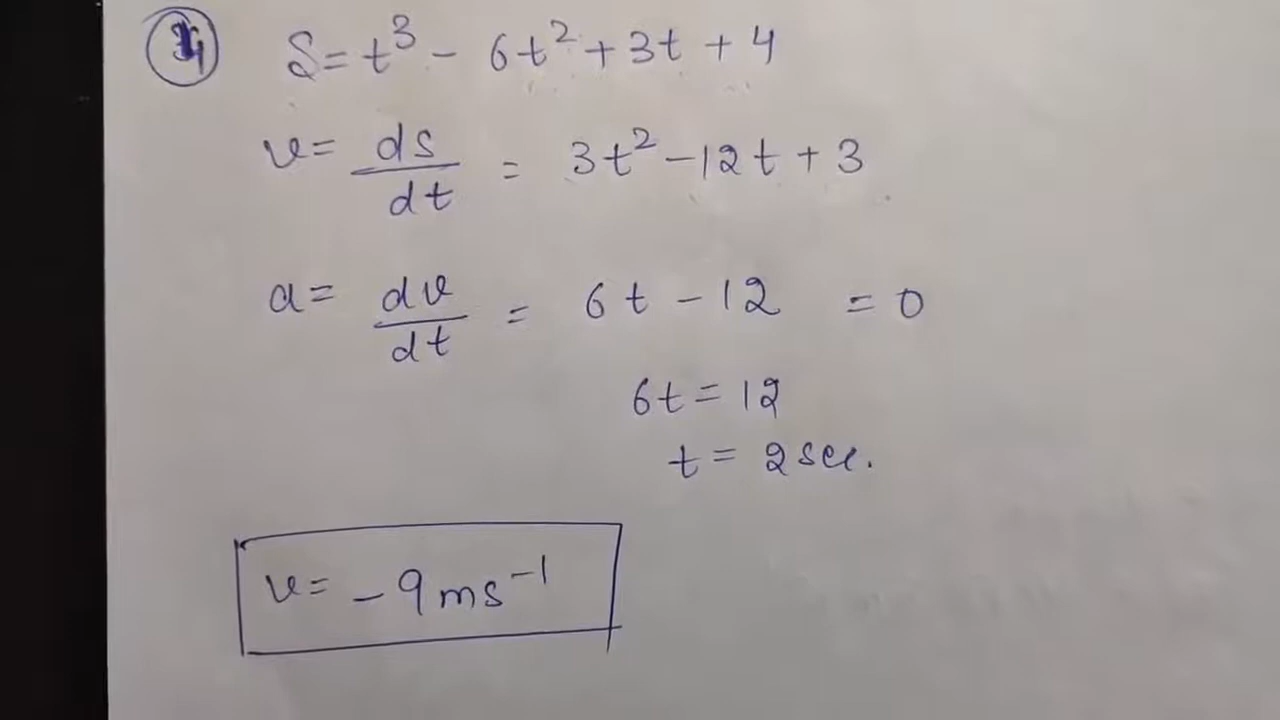 S = t³ - 6t² + 3t + 4
v = ds/dt = 3t² - 12t + 3
a = dv/dt = 6t - 12 = 0
6t = 12
t = 2 sec.
v = -9 ms⁻¹